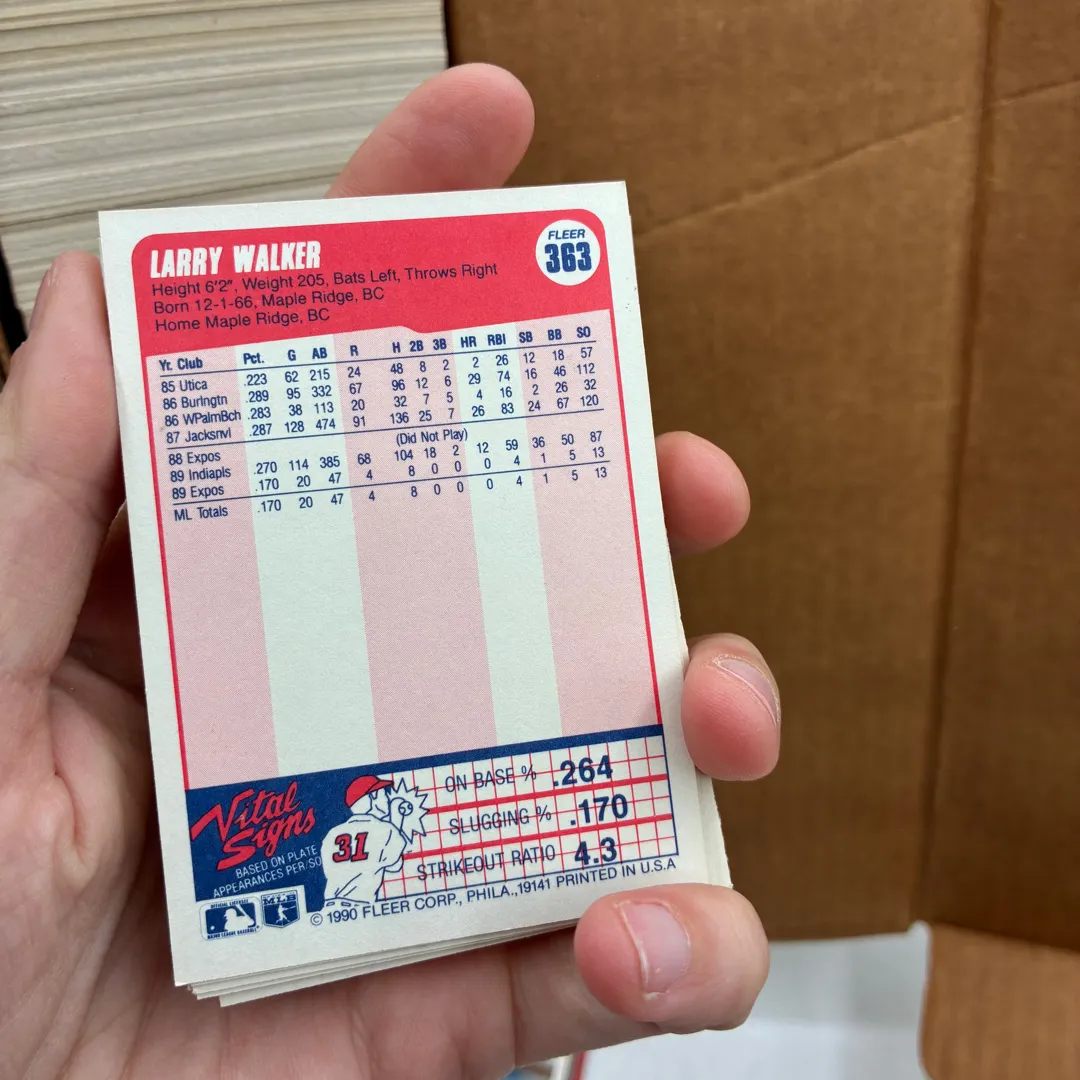 LARRY WALKER
FLEER
363
Height 6'2", Weight 205, Bats Left, Throws Right
Born 12-1-66, Maple Ridge, BC
Home Maple Ridge, BC
Yr. Club Pct. G AB R H 2B 3B HR RBI SB BB SO
85 Utica .223 62 215 24 48 8 2 2 26 12 18 57
86 Burlngtn .289 95 332 67 96 12 6 29 74 16 46 112
86 WPalmBch .283 38 113 20 32 7 5 4 16 2 26 32
87 Jacksnvl .287 128 474 91 136 25 7 26 83 24 67 120
88 Expos (Did Not Play)
89 Indiapls .270 114 385 68 104 18 2 12 59 36 50 87
89 Expos .170 20 47 4 8 0 0 0 4 1 5 13
ML Totals .170 20 47 4 8 0 0 0 4 1 5 13
Vital Signs
BASED ON PLATE
APPEARANCES PER/SO
31
69
ON BASE % .264
SLUGGING % .170
STRIKEOUT RATIO 4.3
OFFICIAL LICENSEE
MAJOR LEAGUE BASEBALL
MLB
© 1990 FLEER CORP., PHILA.,19141 PRINTED IN U.S.A